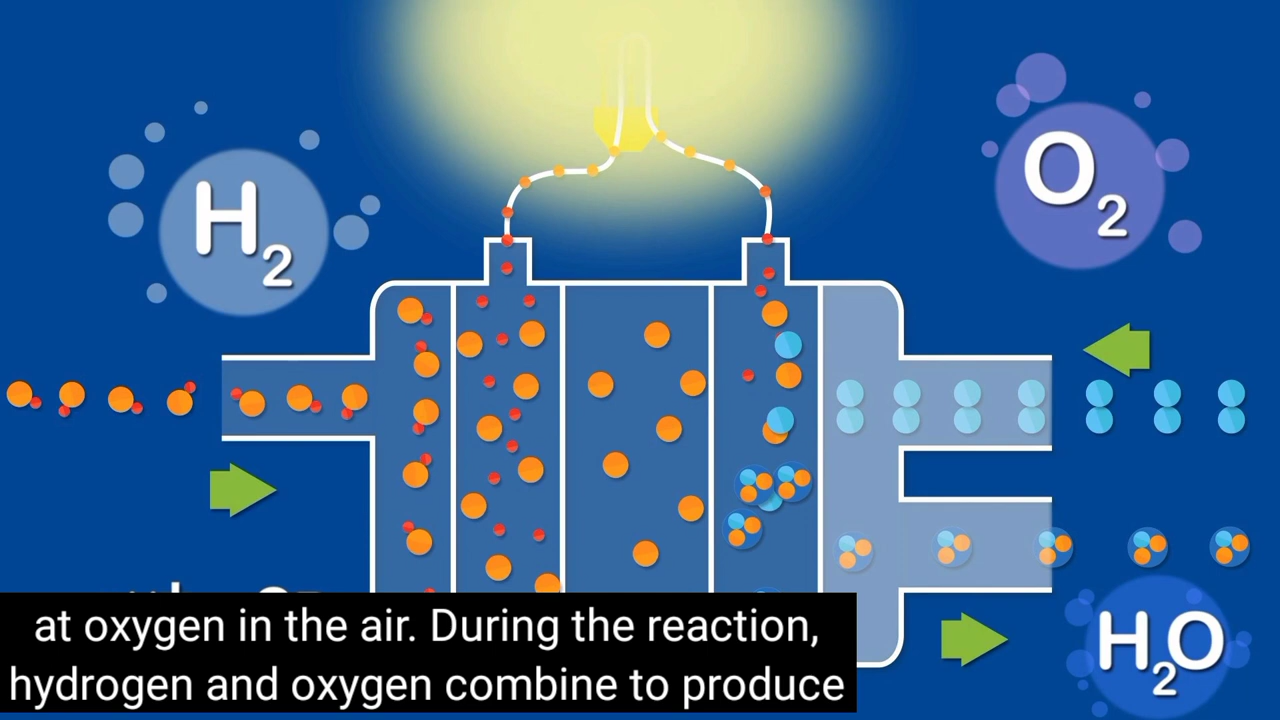 H2
O2
at oxygen in the air. During the reaction,
hydrogen and oxygen combine to produce
H2O